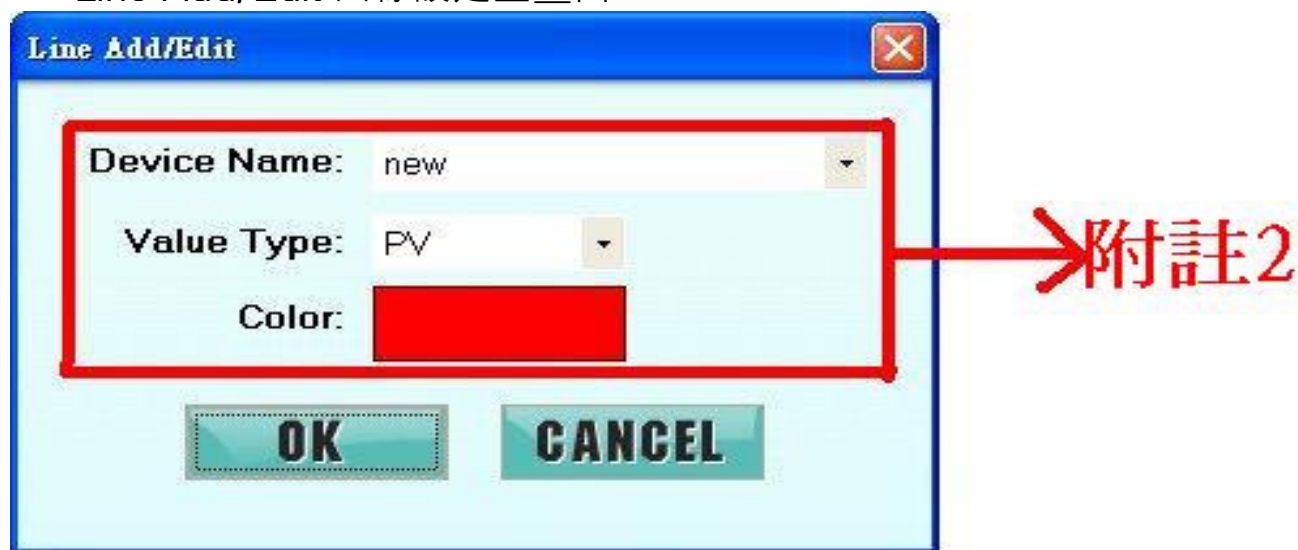 Line Add/Edit
Device Name: new
Value Type: PV
附註2
Color:
OK CANCEL